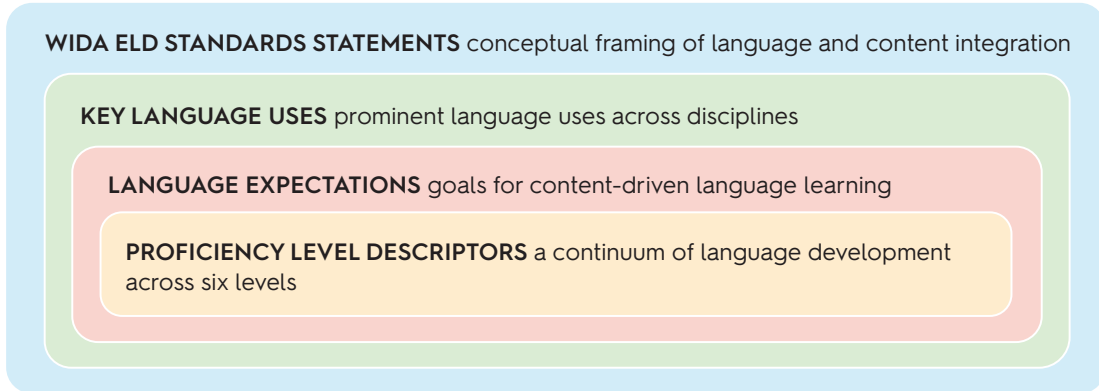 WIDA ELD STANDARDS STATEMENTS conceptual framing of language and content integration
KEY LANGUAGE USES prominent language uses across disciplines
LANGUAGE EXPECTATIONS goals for content-driven language learning
PROFICIENCY LEVEL DESCRIPTORS a continuum of language development
across six levels